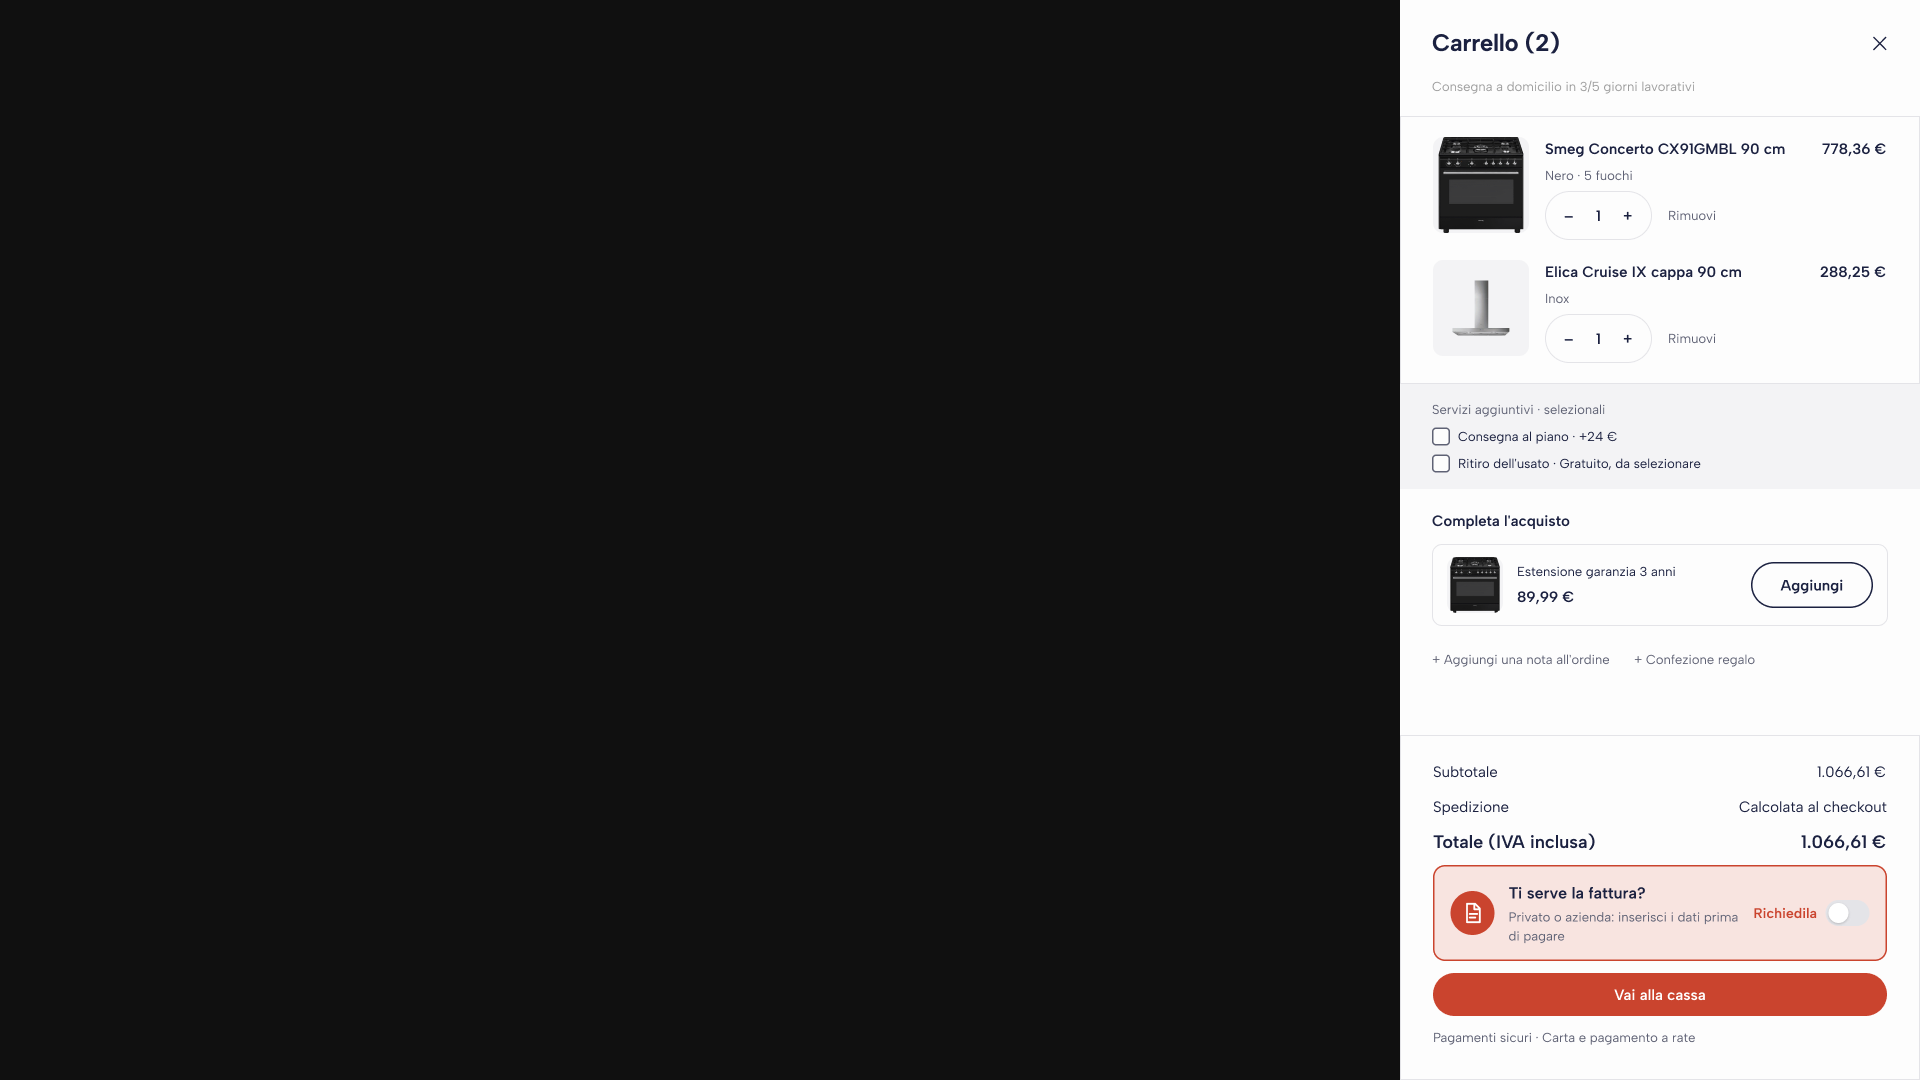 Carrello (2)
Consegna a domicilio in 3/5 giorni lavorativi
Smeg Concerto CX91GMBL 90 cm
778,36 €
Nero · 5 fuochi
– 1 +
Rimuovi
Elica Cruise IX cappa 90 cm
288,25 €
Inox
– 1 +
Rimuovi
Servizi aggiuntivi · selezionali
Consegna al piano · +24 €
Ritiro dell'usato · Gratuito, da selezionare
Completa l'acquisto
Estensione garanzia 3 anni
89,99 €
Aggiungi
+ Aggiungi una nota all'ordine
+ Confezione regalo
Subtotale
1.066,61 €
Spedizione
Calcolata al checkout
Totale (IVA inclusa)
1.066,61 €
Ti serve la fattura?
Privato o azienda: inserisci i dati prima
di pagare
Richiedila
Vai alla cassa
Pagamenti sicuri · Carta e pagamento a rate